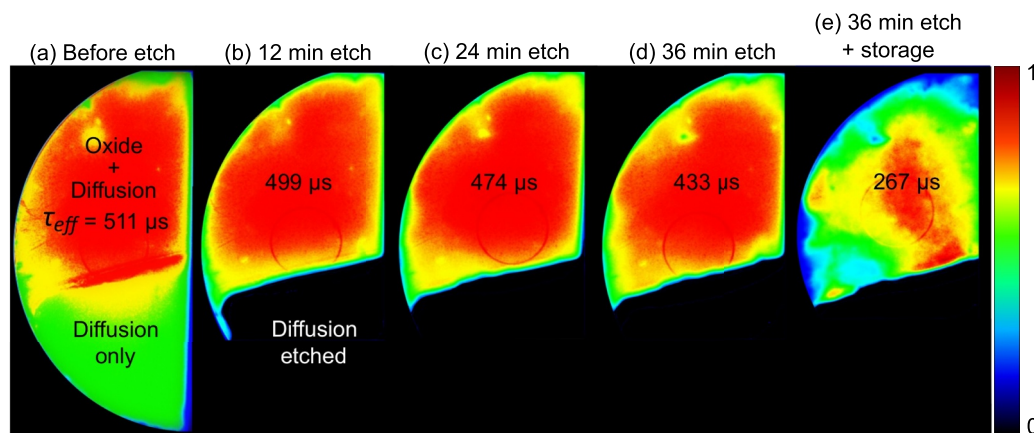 (a) Before etch
(b) 12 min etch
(c) 24 min etch
(d) 36 min etch
(e) 36 min etch
+ storage
Oxide
+
Diffusion
τeff = 511 µs
Diffusion
only
499 µs
Diffusion
etched
474 µs
433 µs
267 µs
1
0